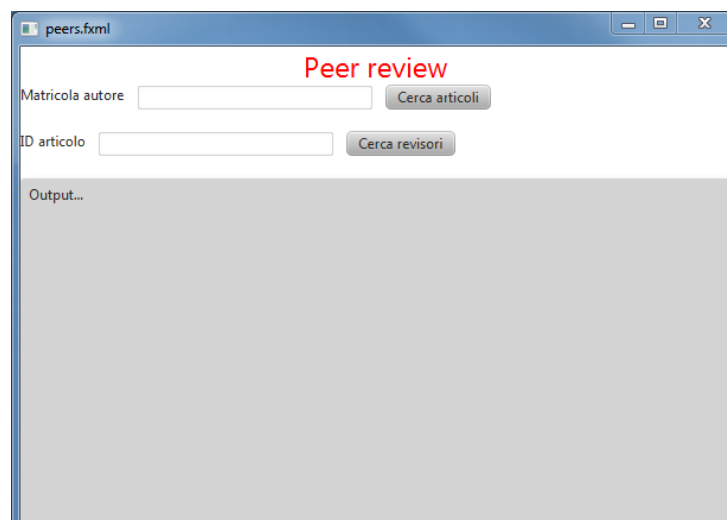 peers.fxml
Peer review
Matricola autore Cerca articoli
ID articolo Cerca revisori
Output...